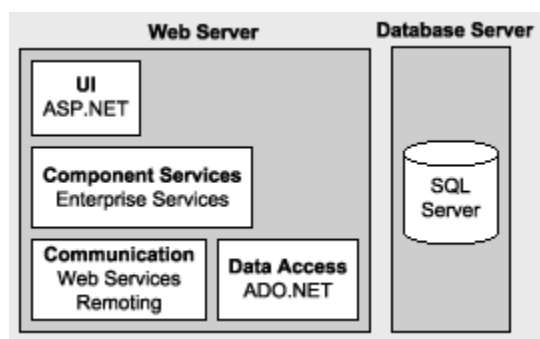 Web Server
Database Server
UI
ASP.NET
Component Services
Enterprise Services
Communication
Web Services
Remoting
Data Access
ADO.NET
SQL
Server